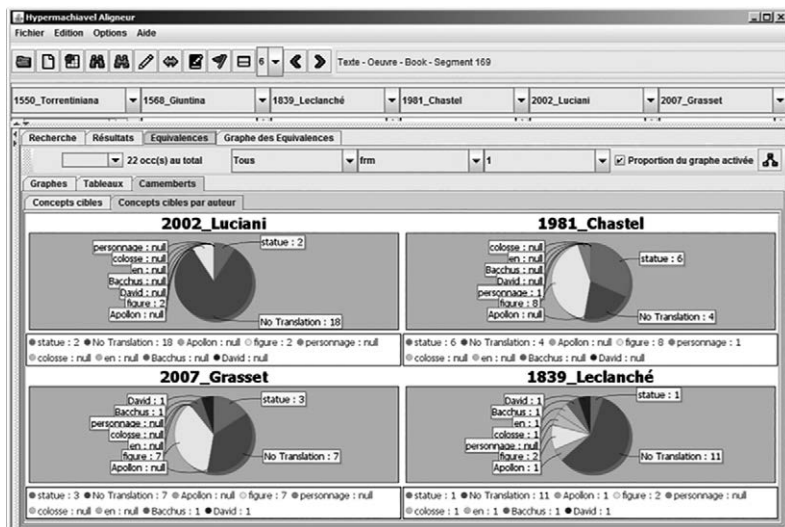 Hypermachiavel Aligneur
Fichier Edition Options Aide
6 Texte - Oeuvre - Book - Segment 169
1550_Torrentiniana 1568_Giuntina 1839_Leclanché 1981_Chastel 2002_Luciani 2007_Grasset
Recherche Résultats Equivalences Graphe des Equivalences
22 occ(s) au total Tous frm 1 Proportion du graphe activée
Graphes Tableaux Camemberts
Concepts cibles Concepts cibles par auteur
2002_Luciani
personnage : null
colosse : null
en : null
Bacchus : null
David : null
figure : 2
Apollon : null
statue : 2
No Translation : 18
statue : 2 No Translation : 18 Apollon : null figure : 2 personnage : null
colosse : null en : null Bacchus : null David : null
1981_Chastel
colosse : null
en : null
Bacchus : null
David : null
personnage : 1
figure : 8
Apollon : null
statue : 6
No Translation : 4
statue : 6 No Translation : 4 Apollon : null figure : 8 personnage : 1
colosse : null en : null Bacchus : null David : null
2007_Grasset
David : 1
Bacchus : 1
personnage : null
colosse : null
en : null
figure : 7
Apollon : null
statue : 3
No Translation : 7
statue : 3 No Translation : 7 Apollon : null figure : 7 personnage : null
colosse : null en : null Bacchus : 1 David : 1
1839_Leclanché
David : 1
Bacchus : 1
en : 1
colosse : 1
personnage : null
figure : 2
Apollon : 1
statue : 1
No Translation : 11
statue : 1 No Translation : 11 Apollon : 1 figure : 2 personnage : null
colosse : 1 en : 1 Bacchus : 1 David : 1